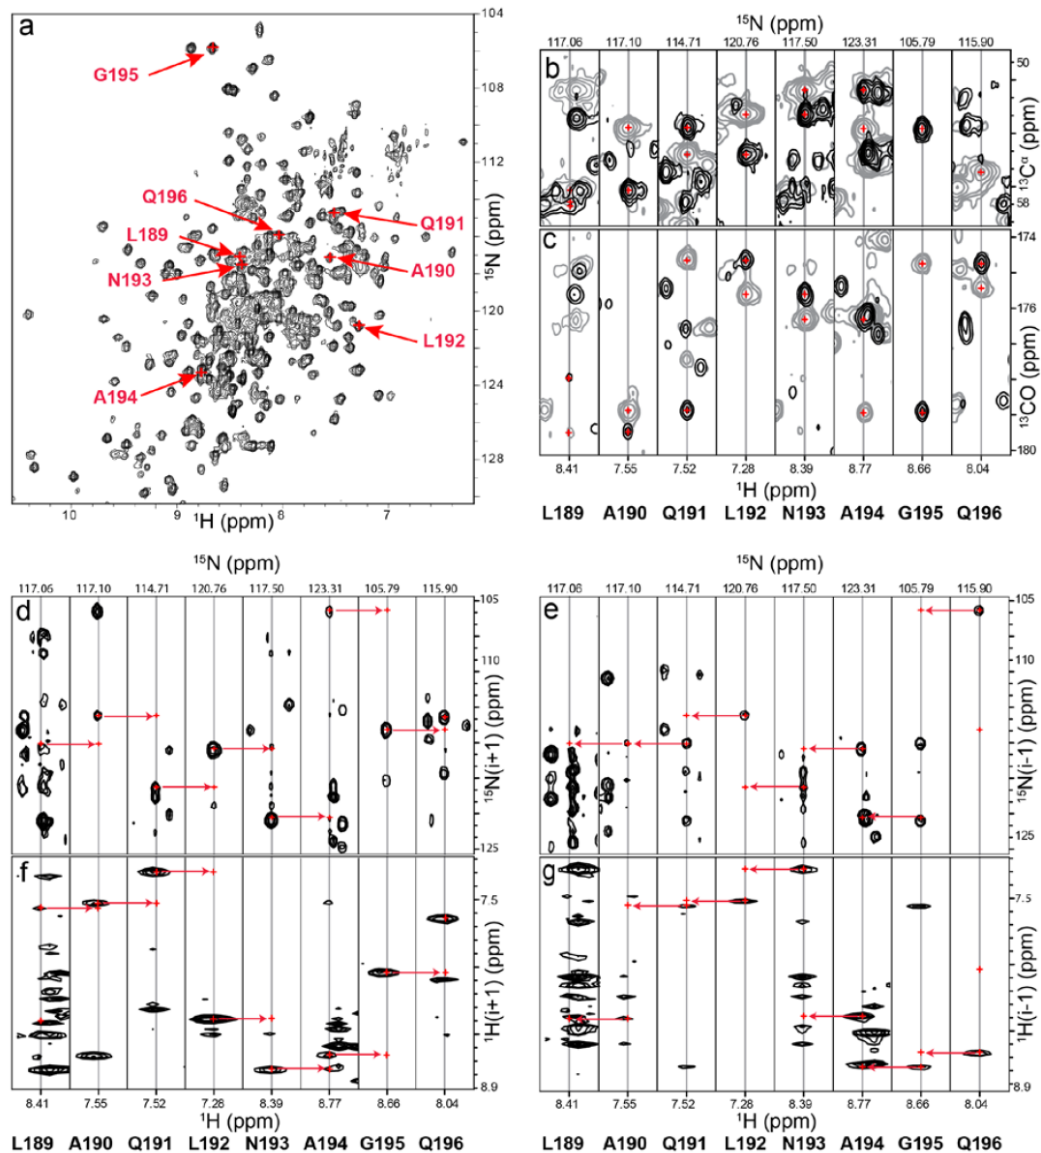 a
104
108
112
120
124
128
¹⁵N (ppm)
G195
Q196
L189
N193
A194
Q191
A190
L192
10
9
8
7
¹H (ppm)
¹⁵N (ppm)
117.06 117.10 114.71 120.76 117.50 123.31 105.79 115.90
b
50
58
¹³Cᵅ (ppm)
c
174
176
180
¹³CO (ppm)
8.41 7.55 7.52 7.28 8.39 8.77 8.66 8.04
¹H (ppm)
L189 A190 Q191 L192 N193 A194 G195 Q196
¹⁵N (ppm)
117.06 117.10 114.71 120.76 117.50 123.31 105.79 115.90
d
105
110
125
¹⁵N(i+1) (ppm)
f
7.5
8.9
¹H(i+1) (ppm)
8.41 7.55 7.52 7.28 8.39 8.77 8.66 8.04
¹H (ppm)
L189 A190 Q191 L192 N193 A194 G195 Q196
¹⁵N (ppm)
117.06 117.10 114.71 120.76 117.50 123.31 105.79 115.90
e
105
110
125
¹⁵N(i-1) (ppm)
g
7.5
8.9
¹H(i-1) (ppm)
8.41 7.55 7.52 7.28 8.39 8.77 8.66 8.04
¹H (ppm)
L189 A190 Q191 L192 N193 A194 G195 Q196